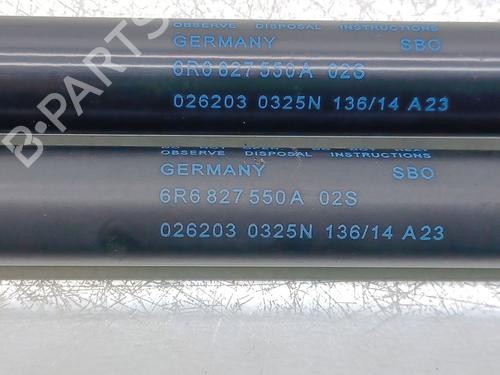 OBSERVE DISPOSAL INSTRUCTIONS
GERMANY SBO
6R6 827 550A 02S
026203 0325N 136/14 A23
OBSERVE DISPOSAL INSTRUCTIONS
GERMANY SBO
6R6 827 550A 02S
026203 0325N 136/14 A23
B-PARTS